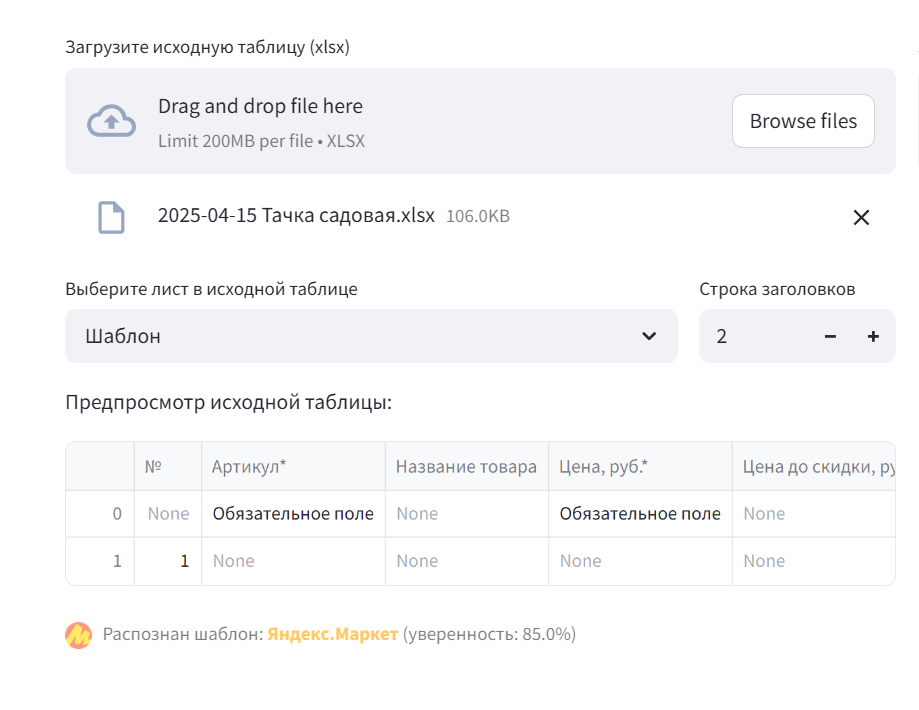 Загрузите исходную таблицу (xlsx)
Drag and drop file here
Limit 200MB per file • XLSX
Browse files
2025-04-15 Тачка садовая.xlsx 106.0KB
Выберите лист в исходной таблице
Строка заголовков
Шаблон
2
Предпросмотр исходной таблицы:
№ Артикул* Название товара Цена, руб.* Цена до скидки, ру
0 None Обязательное поле None Обязательное поле None
1 1 None None None None
Распознан шаблон: Яндекс.Маркет (уверенность: 85.0%)